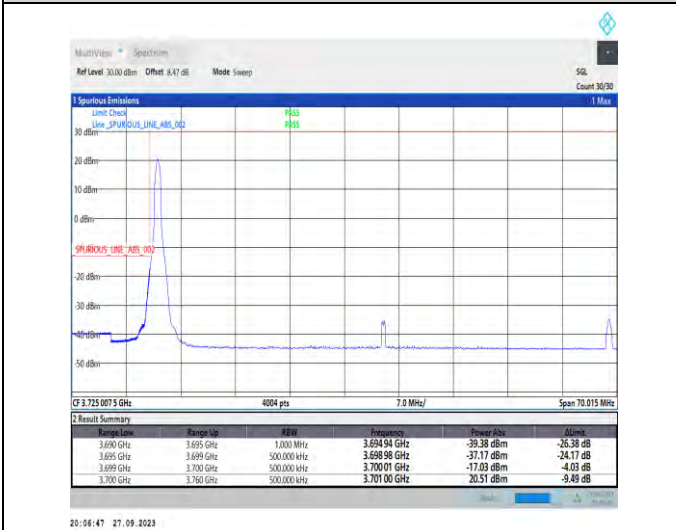 MultiView Spectrum
Ref Level 30.00 dBm Offset 8.47 dB Mode Sweep SGL
Count 30/30
1 Spurious Emissions 1 Max
Limit Check PASS
Line _SPURIOUS_LINE_ABS_002 PASS
30 dBm
20 dBm
10 dBm
0 dBm
SPURIOUS_LINE_ABS_002
-20 dBm
-30 dBm
-40 dBm
-50 dBm
CF 3.725 007 5 GHz 4004 pts 7.0 MHz/ Span 70.015 MHz
2 Result Summary
Range Low Range Up RBW Frequency Power Abs ΔLimit
3.690 GHz 3.695 GHz 1.000 MHz 3.694 94 GHz -39.38 dBm -26.38 dB
3.695 GHz 3.699 GHz 500.000 kHz 3.698 98 GHz -37.17 dBm -24.17 dB
3.699 GHz 3.700 GHz 500.000 kHz 3.700 01 GHz -17.03 dBm -4.03 dB
3.700 GHz 3.760 GHz 500.000 kHz 3.701 00 GHz 20.51 dBm -9.49 dB
20:06:47 27.09.2023